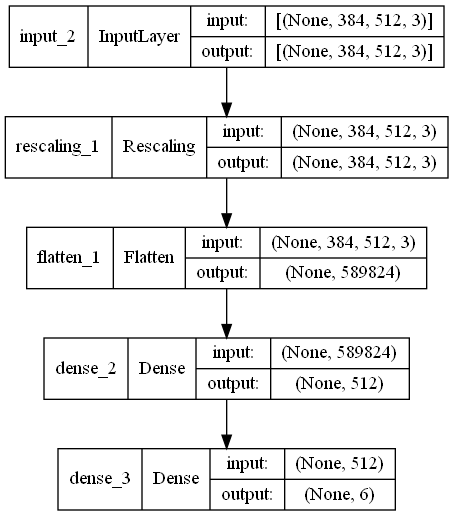 input_2 InputLayer input: [(None, 384, 512, 3)]
output: [(None, 384, 512, 3)]
rescaling_1 Rescaling input: (None, 384, 512, 3)
output: (None, 384, 512, 3)
flatten_1 Flatten input: (None, 384, 512, 3)
output: (None, 589824)
dense_2 Dense input: (None, 589824)
output: (None, 512)
dense_3 Dense input: (None, 512)
output: (None, 6)